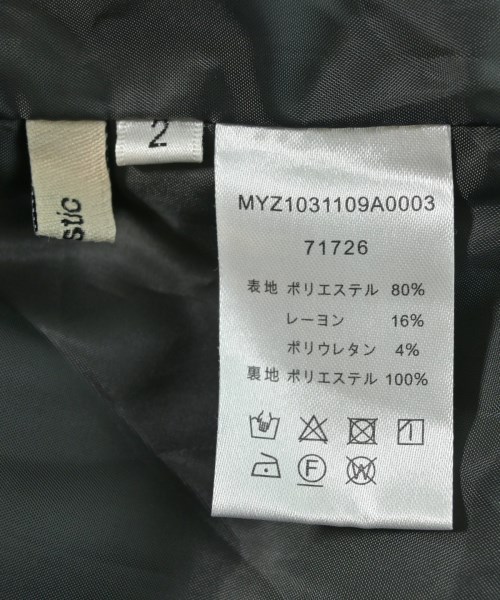 stic
2
MYZ1031109A0003
71726
表地 ポリエステル 80%
レーヨン 16%
ポリウレタン 4%
裏地 ポリエステル 100%
F
W